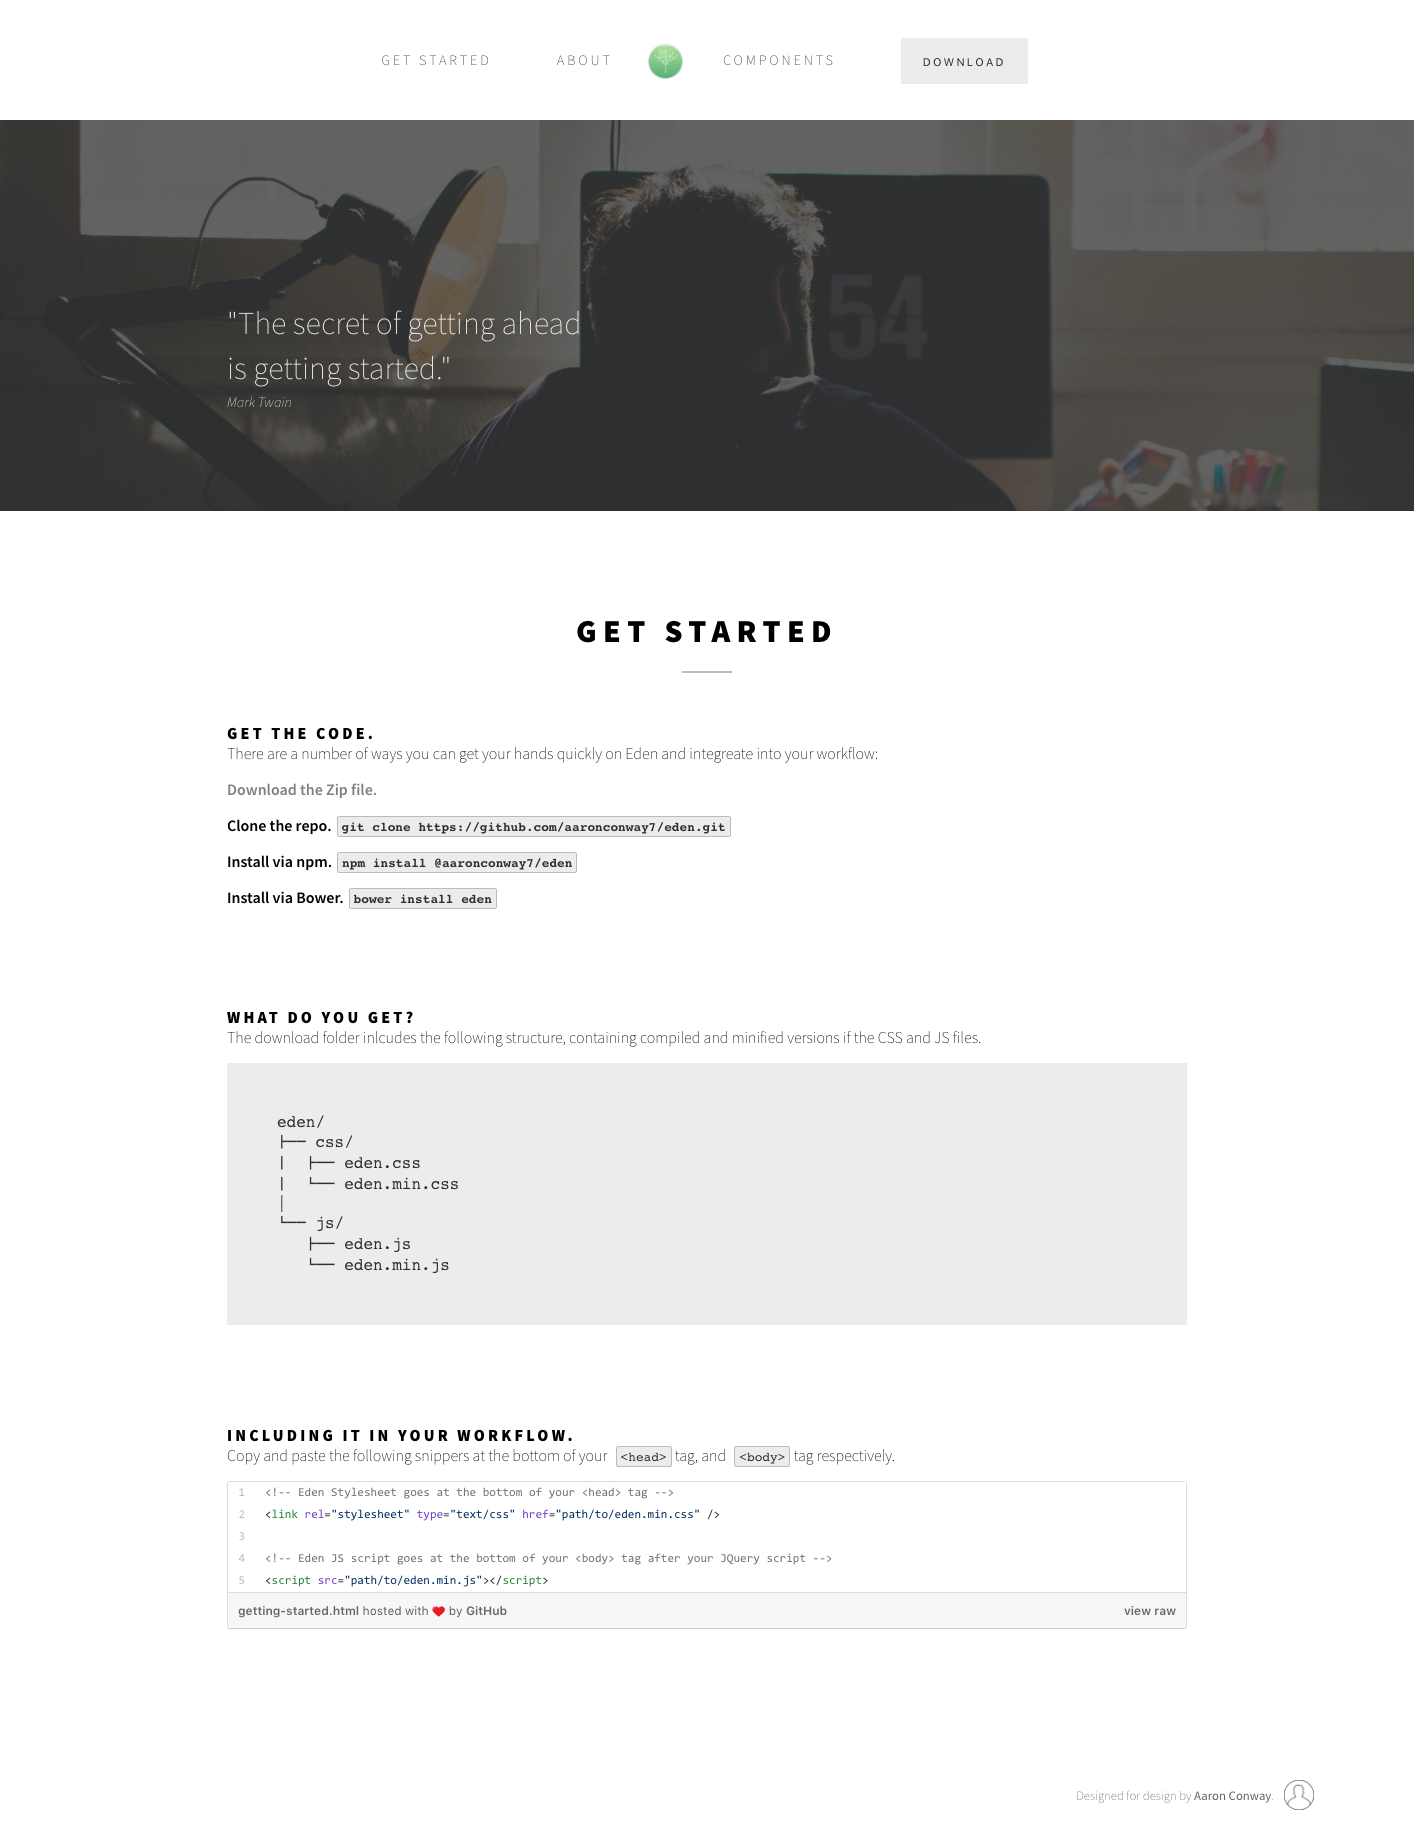 GET STARTED ABOUT COMPONENTS DOWNLOAD
54
"The secret of getting ahead
is getting started."
Mark Twain
GET STARTED
GET THE CODE.
There are a number of ways you can get your hands quickly on Eden and integreate into your workflow:
Download the Zip file.
Clone the repo. git clone https://github.com/aaronconway7/eden.git
Install via npm. npm install @aaronconway7/eden
Install via Bower. bower install eden
WHAT DO YOU GET?
The download folder inlcudes the following structure, containing compiled and minified versions if the CSS and JS files.
eden/
├── css/
|  ├── eden.css
|  └── eden.min.css
│
└── js/
   ├── eden.js
   └── eden.min.js
INCLUDING IT IN YOUR WORKFLOW.
Copy and paste the following snippers at the bottom of your <head> tag, and <body> tag respectively.
1 <!-- Eden Stylesheet goes at the bottom of your <head> tag -->
2 <link rel="stylesheet" type="text/css" href="path/to/eden.min.css" />
3
4 <!-- Eden JS script goes at the bottom of your <body> tag after your JQuery script -->
5 <script src="path/to/eden.min.js"></script>
getting-started.html hosted with ❤ by GitHub view raw
Designed for design by Aaron Conway.